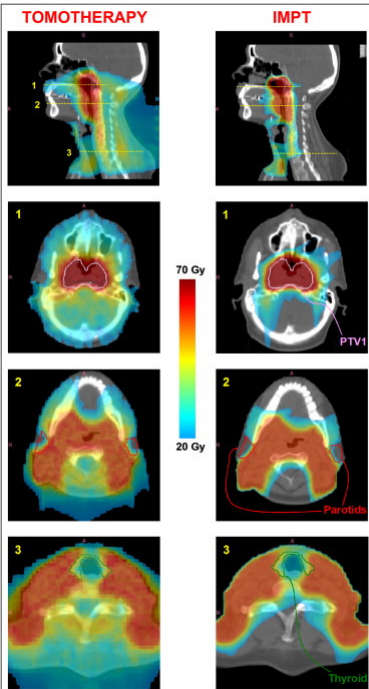 TOMOTHERAPY IMPT
1
2
3
1 1
70 Gy
PTV1
2 2
20 Gy
Parotids
3 3
Thyroid